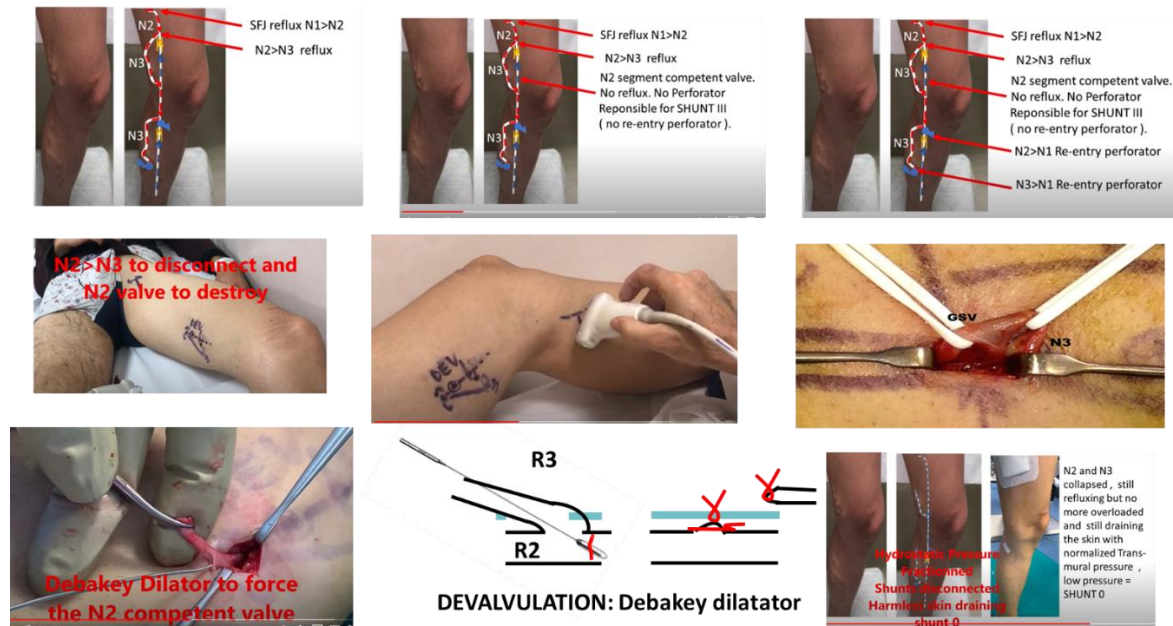 SFJ reflux N1>N2
N2
N2>N3 reflux
N3
N3
SFJ reflux N1>N2
N2
N2>N3 reflux
N3
N2 segment competent valve.
No reflux. No Perforator
Reponsible for SHUNT III
( no re-entry perforator ).
N3
SFJ reflux N1>N2
N2
N2>N3 reflux
N3
N2 segment competent valve.
No reflux. No Perforator
Reponsible for SHUNT III
(no re-entry perforator ).
N2>N1 Re-entry perforator
N3
N3>N1 Re-entry perforator
N2>N3 to disconnect and
N2 valve to destroy
DEV
DEV
GSV
N3
Debakey Dilator to force
the N2 competent valve
R3
R2
DEVALVULATION: Debakey dilatator
N2 and N3
collapsed , still
refluxing but no
more overloaded
and still draining
the skin with
normalized Trans-
mural pressure ,
low pressure =
SHUNT 0
Hydrostatic Pressure
Fractionned
Shunts disconnected
Harmless skin draining
shunt 0